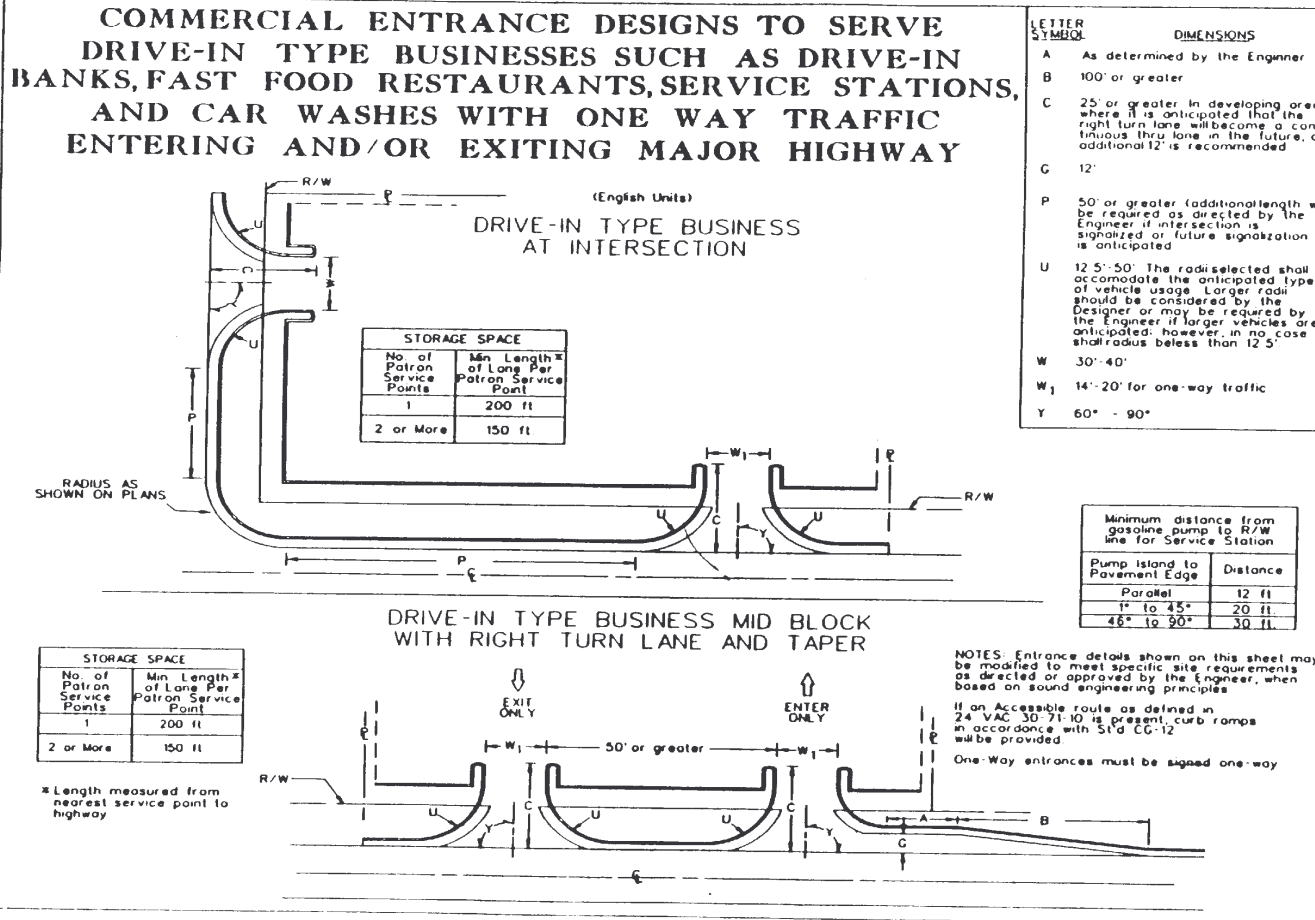 COMMERCIAL ENTRANCE DESIGNS TO SERVE
DRIVE-IN TYPE BUSINESSES SUCH AS DRIVE-IN
BANKS, FAST FOOD RESTAURANTS, SERVICE STATIONS,
AND CAR WASHES WITH ONE WAY TRAFFIC
ENTERING AND/OR EXITING MAJOR HIGHWAY
LETTER
SYMBOL
DIMENSIONS
A As determined by the Enginner
B 100' or greater
C 25' or greater In developing
where it is anticipated that the
right turn lane will become a
tinuous thru lane in the future,
additional 12' is recommended
G 12'
P 50' or greater (additional length
be required as directed by the
Engineer if intersection is
signalized or future signalization
is anticipated
U 12 5'-50' The radii selected shall
accomodate the anticipated type
of vehicle usage Larger radii
should be considered by the
Designer or may be required by
the Engineer if larger vehicles are
anticipated; however, in no case
shall radius be less than 12 5'
W 30'-40'
W1 14'-20' for one-way traffic
Y 60° - 90°
R/W
℄
(English Units)
DRIVE-IN TYPE BUSINESS
AT INTERSECTION
U
C
W
Y
U
STORAGE SPACE
No. of Patron Service Points
Min Length* of Lane Per Patron Service Point
1 200 ft
2 or More 150 ft
P
RADIUS AS
SHOWN ON PLANS
W1
R/W
U
C
Y
U
P
℄
Minimum distance from
gasoline pump to R/W
line for Service Station
Pump Island to Pavement Edge
Distance
Parallel 12 ft
1° to 45° 20 ft
46° to 90° 30 ft
DRIVE-IN TYPE BUSINESS MID BLOCK
WITH RIGHT TURN LANE AND TAPER
STORAGE SPACE
No. of Patron Service Points
Min Length* of Lane Per Patron Service Point
1 200 ft
2 or More 150 ft
* Length measured from
nearest service point to
highway
EXIT
ONLY
ENTER
ONLY
W1
50' or greater
W1
R/W
U
Y
C
U
U
C
Y
A
B
G
℄
NOTES: Entrance details shown on this sheet may
be modified to meet specific site requirements
as directed or approved by the Engineer, when
based on sound engineering principles
If an Accessible route as defined in
24 VAC 30-71-10 is present, curb ramps
in accordance with St'd CG-12
will be provided.
One-Way entrances must be signed one-way